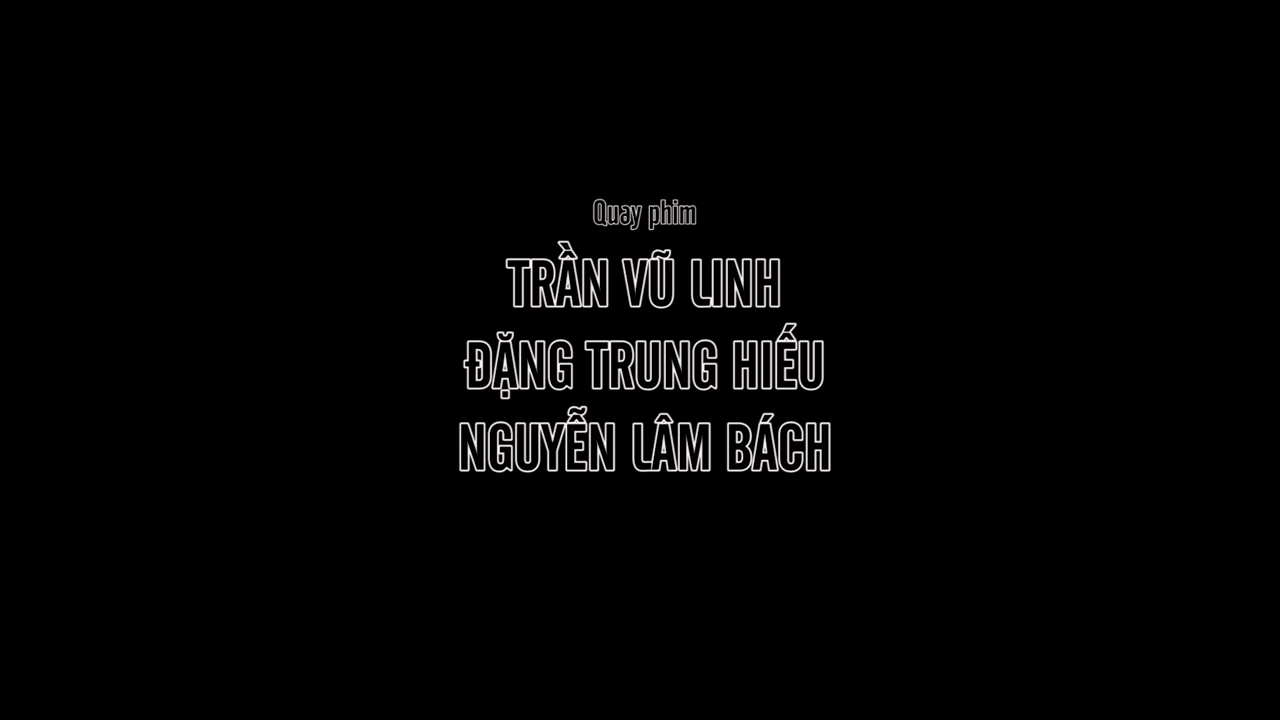 Quay phim
TRẦN VŨ LINH
ĐẶNG TRUNG HIẾU
NGUYỄN LÂM BÁCH